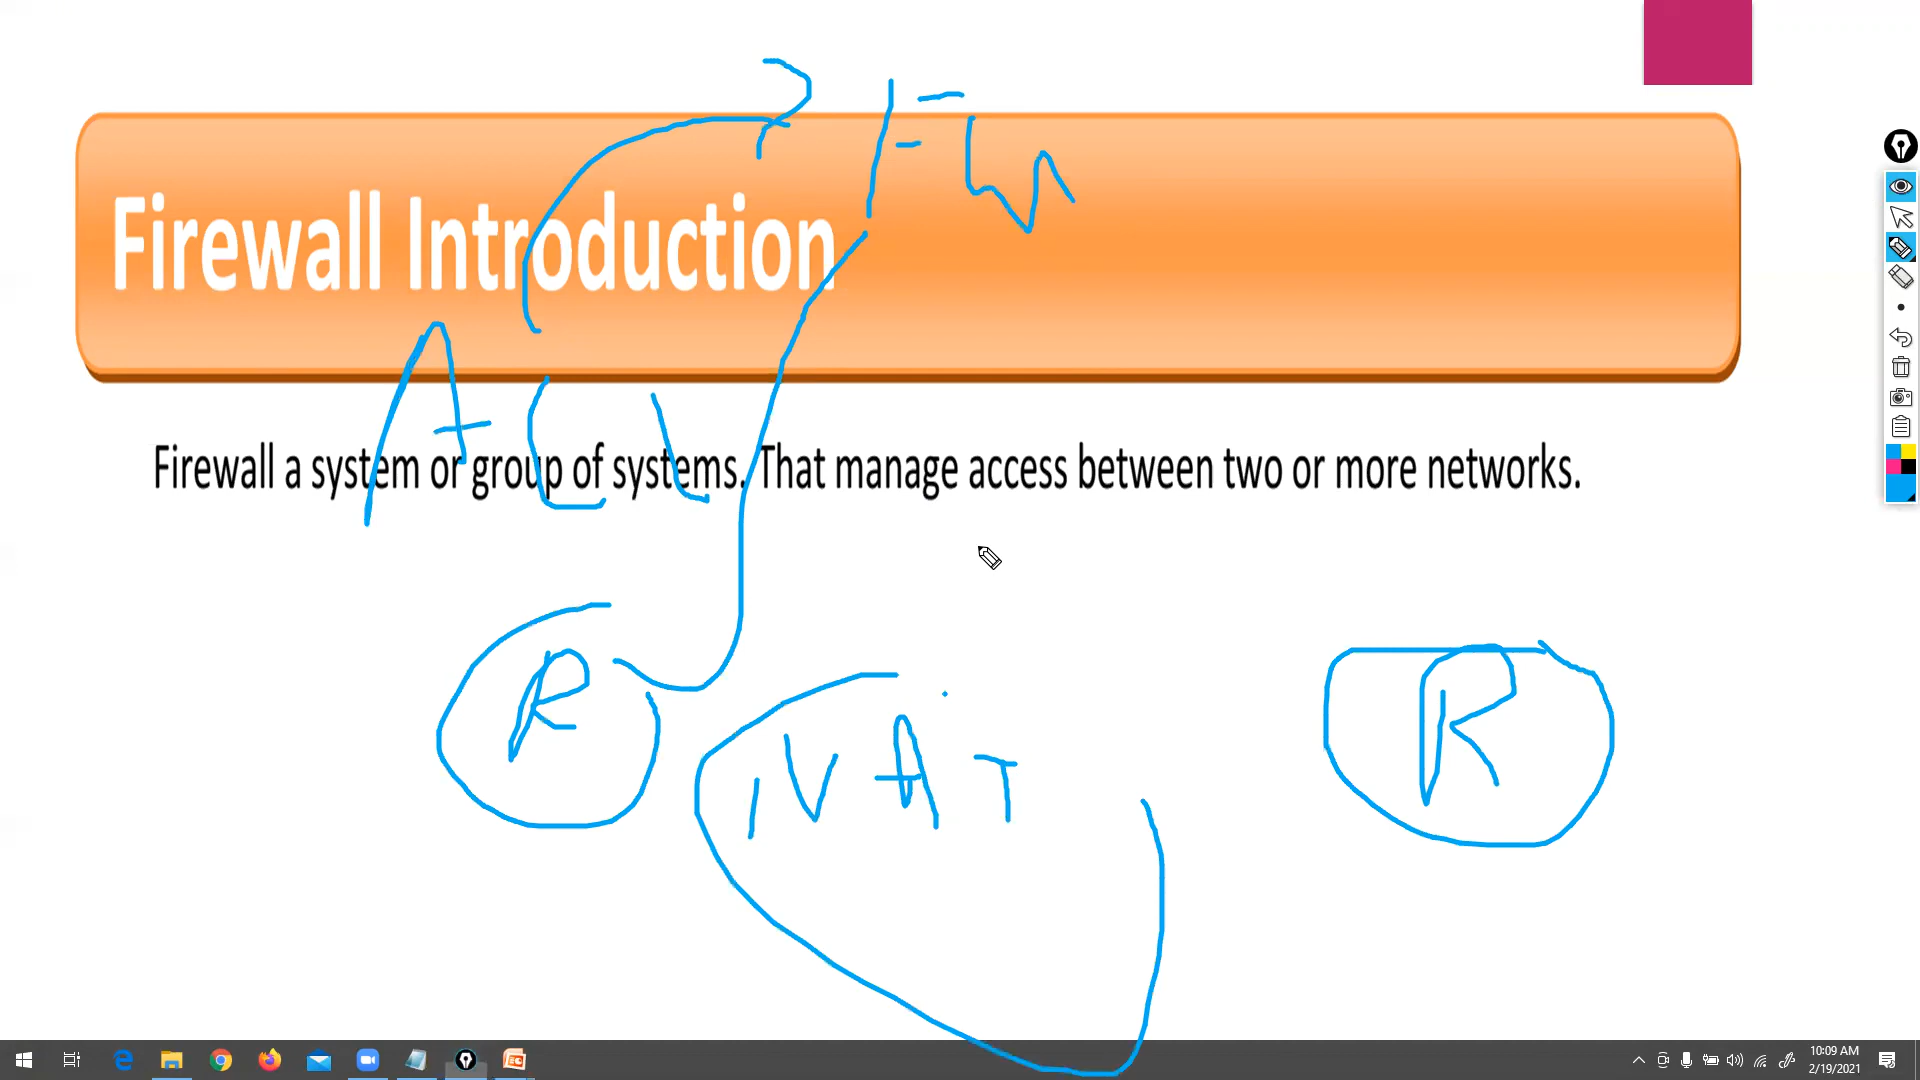 FW
Firewall Introduction
ACL
Firewall a system or group of systems. That manage access between two or more networks.
R
R
NAT
10:09 AM
2/19/2021